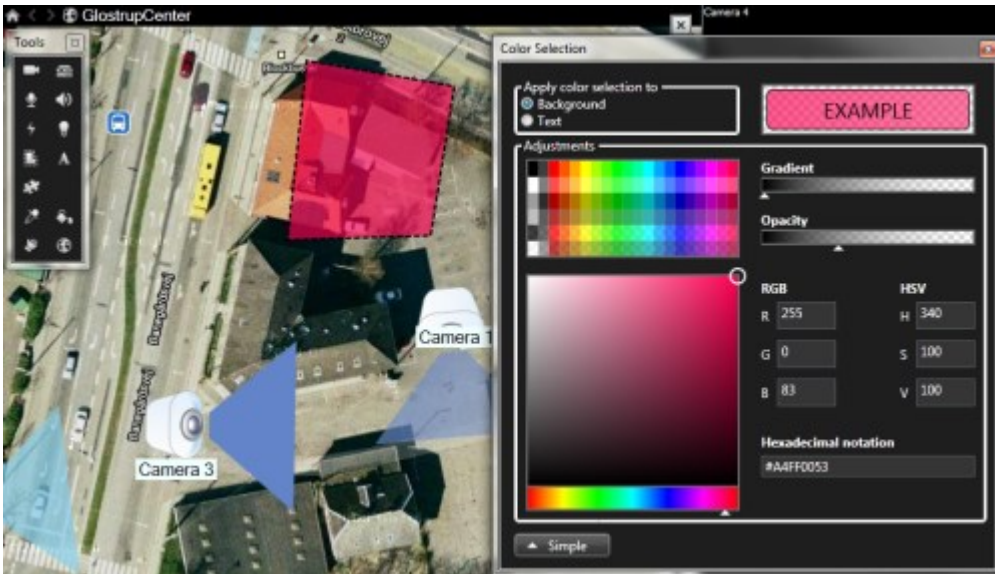 GlostrupCenter
Camera 4
Tools
Color Selection
Apply color selection to
Background
Text
EXAMPLE
Adjustments
Gradient
Opacity
RGB
HSV
R 255
H 340
G 0
S 100
B 83
V 100
Hexadecimal notation
#A4FF0053
Simple
A
Camera 1
Camera 3